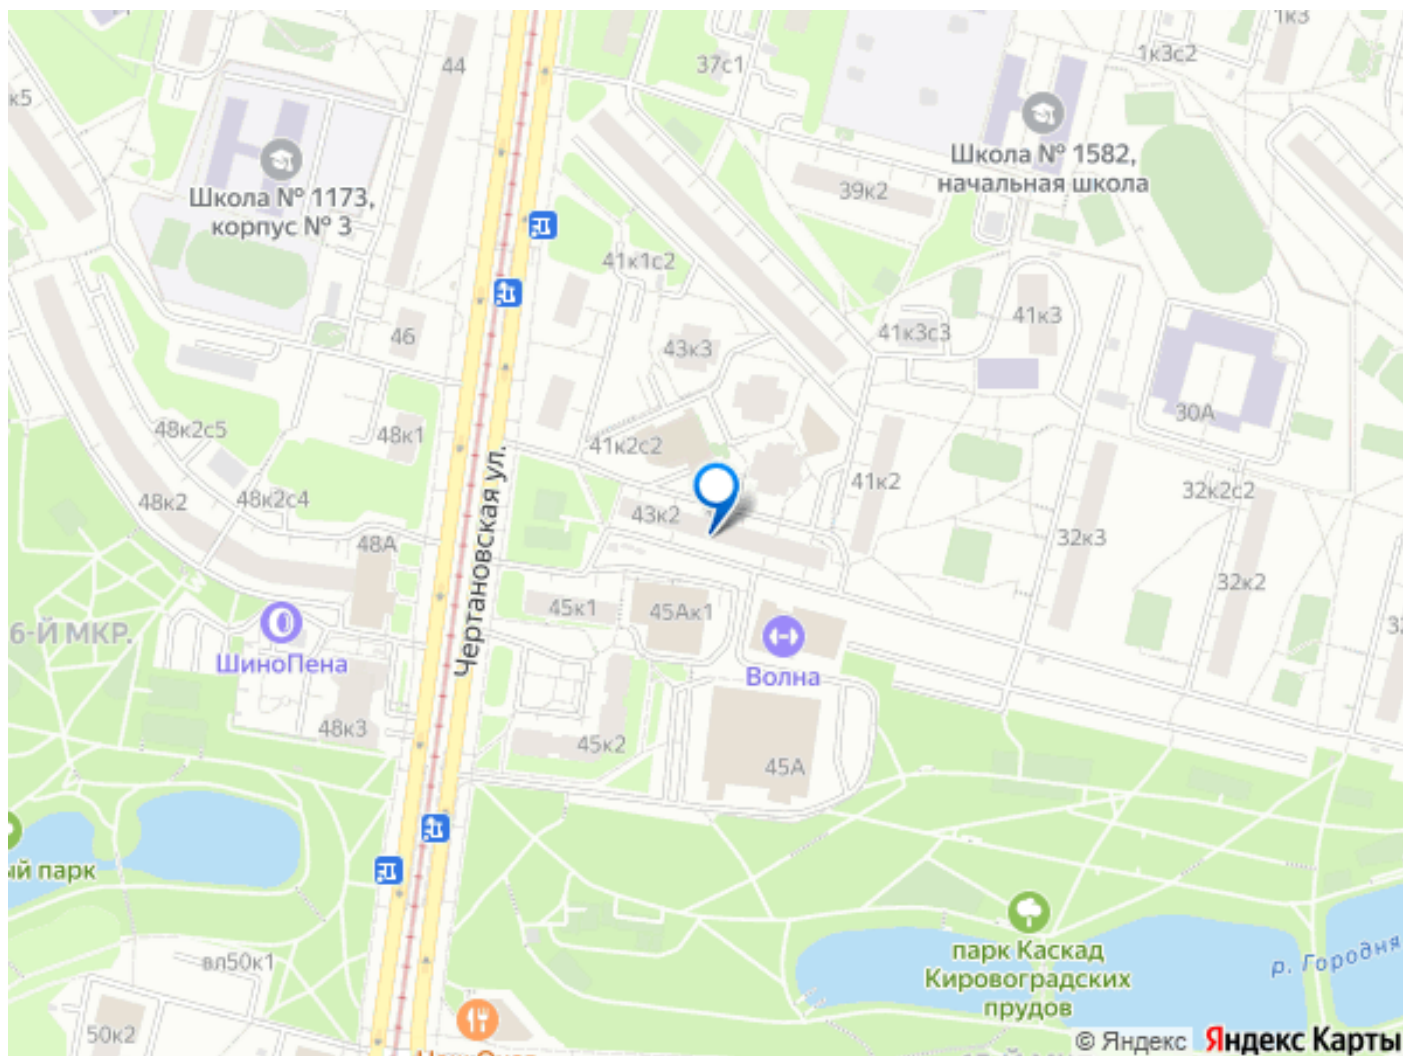 1к3
44
37с1
1к3с2
к5
Школа № 1582,
начальная школа
39к2
Школа № 1173,
корпус № 3
41к1с2
41к3
41к3с3
46
43к3
30А
48к2с5
48к1
41к2с2
41к2
32к2с2
48к2
48к2с4
43к2
Чертановская ул.
32к3
48А
32к2
45к1
45Ак1
6-Й МКР.
ШиноПена
Волна
48к3
45к2
45А
ый парк
парк Каскад
Кировоградских
прудов
р. Городня
вл50к1
50к2
© Яндекс Яндекс Карты